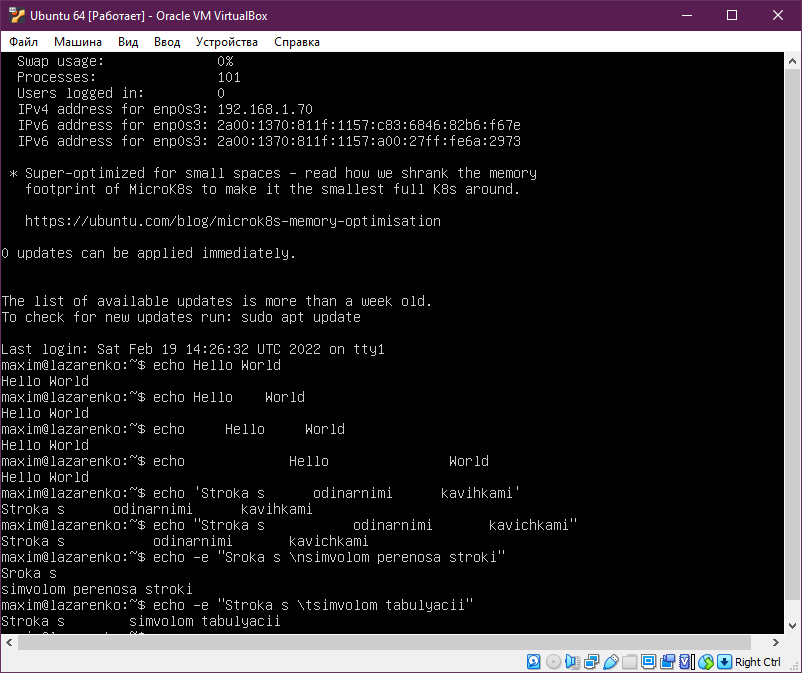 Ubuntu 64 [Работает] - Oracle VM VirtualBox
Файл Машина Вид Ввод Устройства Справка
Swap usage: 0%
Processes: 101
Users logged in: 0
IPv4 address for enp0s3: 192.168.1.70
IPv6 address for enp0s3: 2a00:1370:811f:1157:c83:6846:82b6:f67e
IPv6 address for enp0s3: 2a00:1370:811f:1157:a00:27ff:fe6a:2973
* Super-optimized for small spaces - read how we shrank the memory
footprint of MicroK8s to make it the smallest full K8s around.
https://ubuntu.com/blog/microk8s-memory-optimisation
0 updates can be applied immediately.
The list of available updates is more than a week old.
To check for new updates run: sudo apt update
Last login: Sat Feb 19 14:26:32 UTC 2022 on tty1
maxim@lazarenko:~$ echo Hello World
Hello World
maxim@lazarenko:~$ echo Hello    World
Hello World
maxim@lazarenko:~$ echo     Hello     World
Hello World
maxim@lazarenko:~$ echo             Hello               World
Hello World
maxim@lazarenko:~$ echo 'Stroka s      odinarnimi      kavihkami'
Stroka s      odinarnimi      kavihkami
maxim@lazarenko:~$ echo "Stroka s           odinarnimi       kavichkami"
Stroka s           odinarnimi       kavichkami
maxim@lazarenko:~$ echo -e "Sroka s \nsimvolom perenosa stroki"
Sroka s
simvolom perenosa stroki
maxim@lazarenko:~$ echo -e "Stroka s \tsimvolom tabulyacii"
Stroka s        simvolom tabulyacii
Right Ctrl